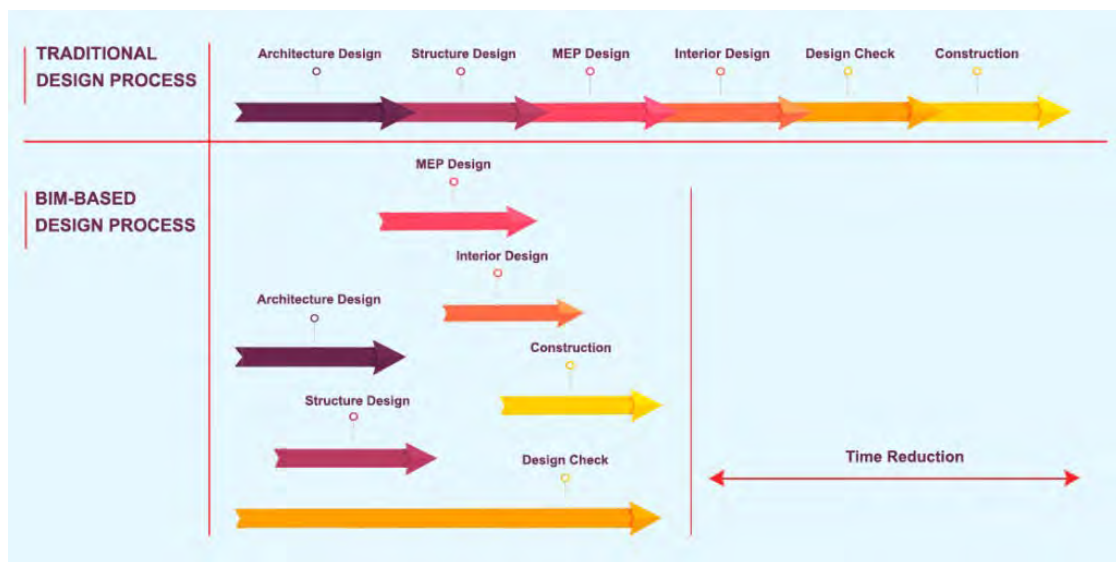 TRADITIONAL
DESIGN PROCESS
Architecture Design
Structure Design
MEP Design
Interior Design
Design Check
Construction
BIM-BASED
DESIGN PROCESS
MEP Design
Interior Design
Architecture Design
Construction
Structure Design
Design Check
Time Reduction